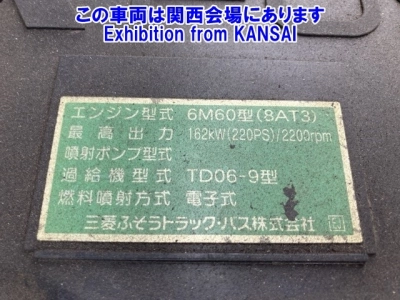 この車両は関西会場にあります
Exhibition from KANSAI
エンジン型式 6M60型(8AT3)
最高出力 162kW(220PS)/2200rpm
噴射ポンプ型式
過給機型式 TD06-9型
燃料噴射方式 電子式
三菱ふそうトラック・バス株式会社